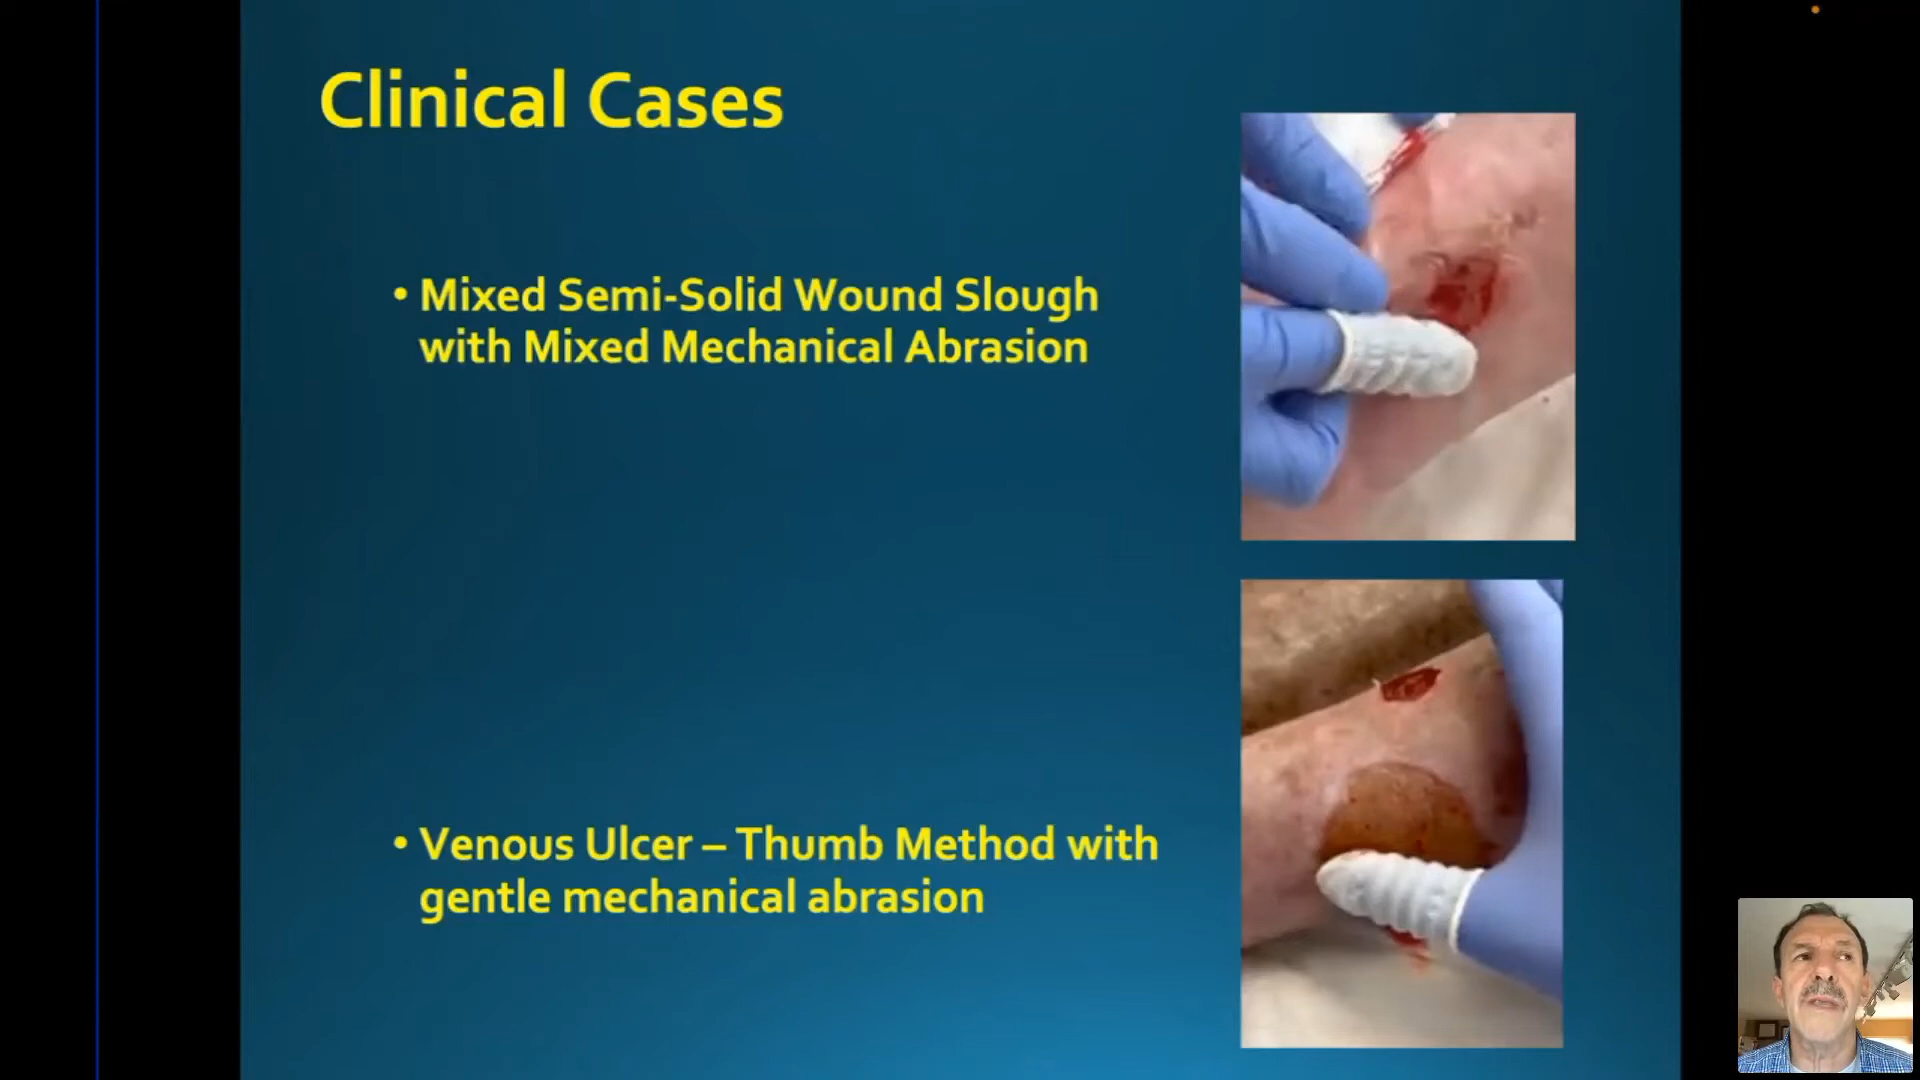 Clinical Cases
• Mixed Semi-Solid Wound Slough
with Mixed Mechanical Abrasion
• Venous Ulcer – Thumb Method with
gentle mechanical abrasion